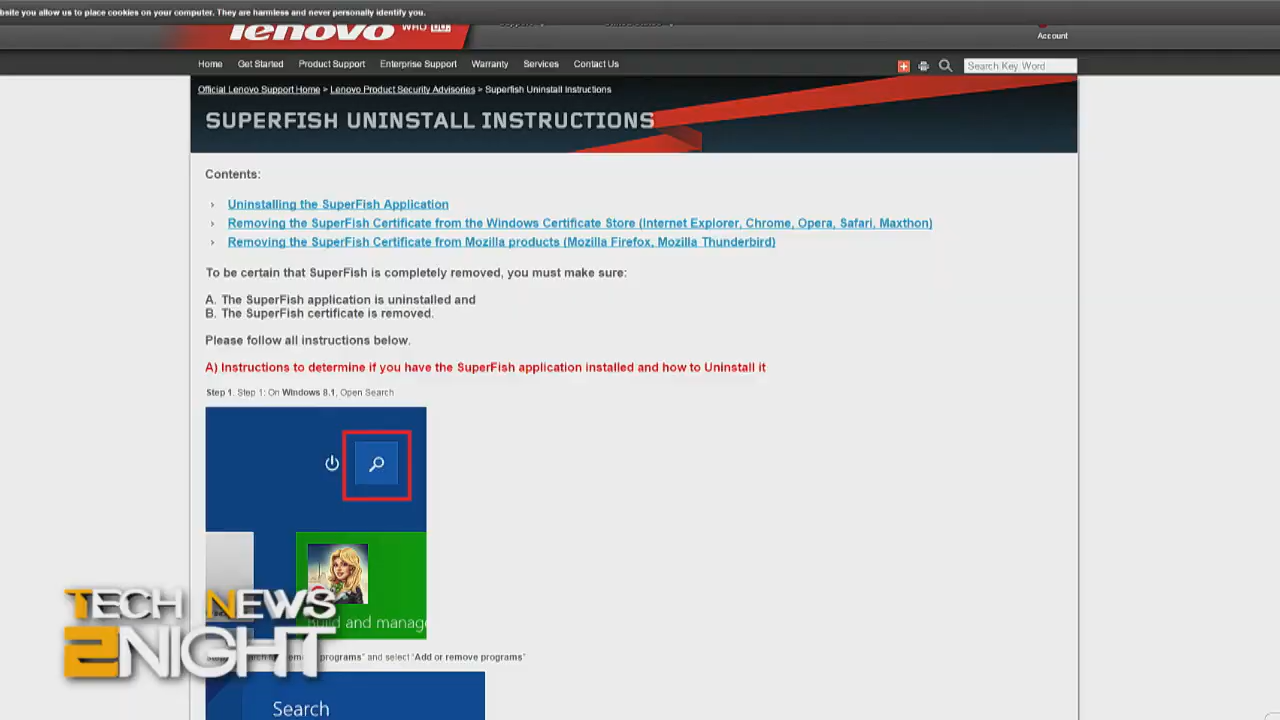 bsite you allow us to place cookies on your computer. They are harmless and never personally identify you.
lenovo
WHO DO.
Account
Home Get Started Product Support Enterprise Support Warranty Services Contact Us
Search Key Word
Official Lenovo Support Home > Lenovo Product Security Advisories > Superfish Uninstall Instructions
SUPERFISH UNINSTALL INSTRUCTIONS
Contents:
› Uninstalling the SuperFish Application
› Removing the SuperFish Certificate from the Windows Certificate Store (Internet Explorer, Chrome, Opera, Safari, Maxthon)
› Removing the SuperFish Certificate from Mozilla products (Mozilla Firefox, Mozilla Thunderbird)
To be certain that SuperFish is completely removed, you must make sure:
A. The SuperFish application is uninstalled and
B. The SuperFish certificate is removed.
Please follow all instructions below.
A) Instructions to determine if you have the SuperFish application installed and how to Uninstall it
Step 1. Step 1: On Windows 8.1, Open Search
and manage
TECH NEWS
2NIGHT
programs" and select "Add or remove programs"
Search